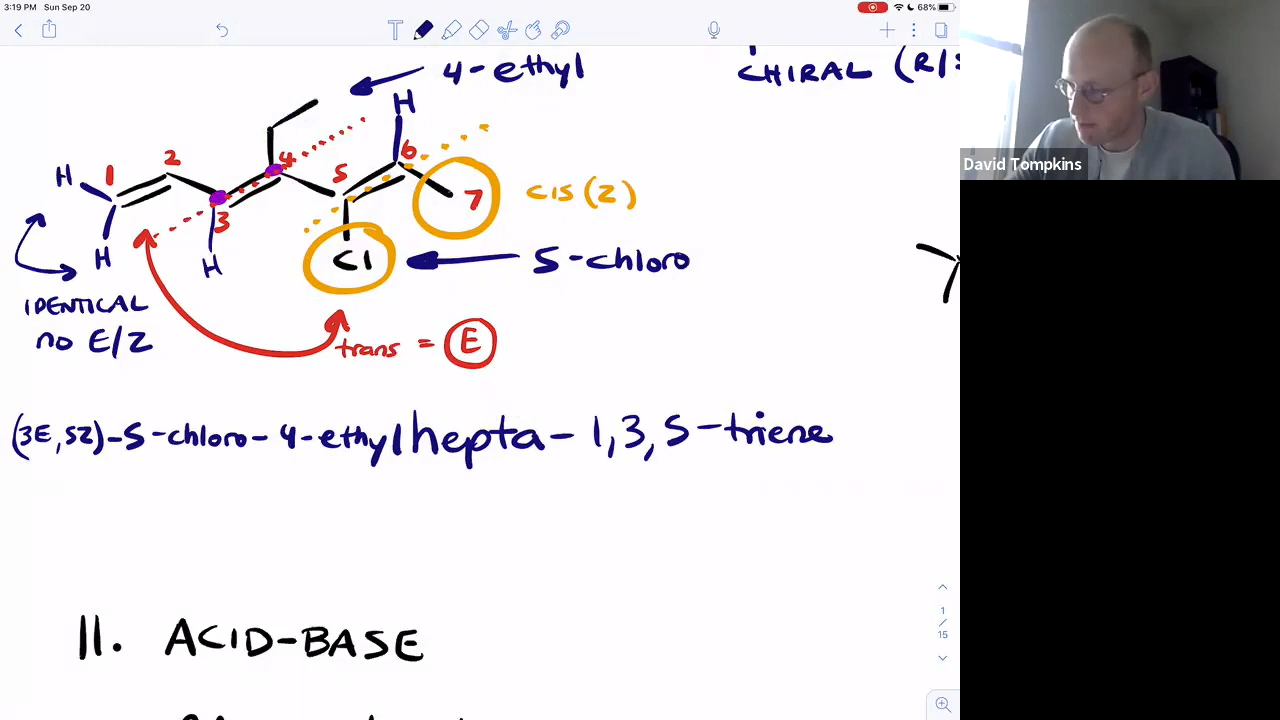 3:19 PM Sun Sep 20
68%
T
4-ethyl
CHIRAL (R/S
H
H
1
2
4
5
6
7
cis (Z)
3
H
H
Cl
5-chloro
IDENTICAL
no E/Z
trans = E
(3E, 5Z)-5-chloro-4-ethylhepta-1,3,5-triene
II. ACID-BASE
1
/
15
David Tompkins